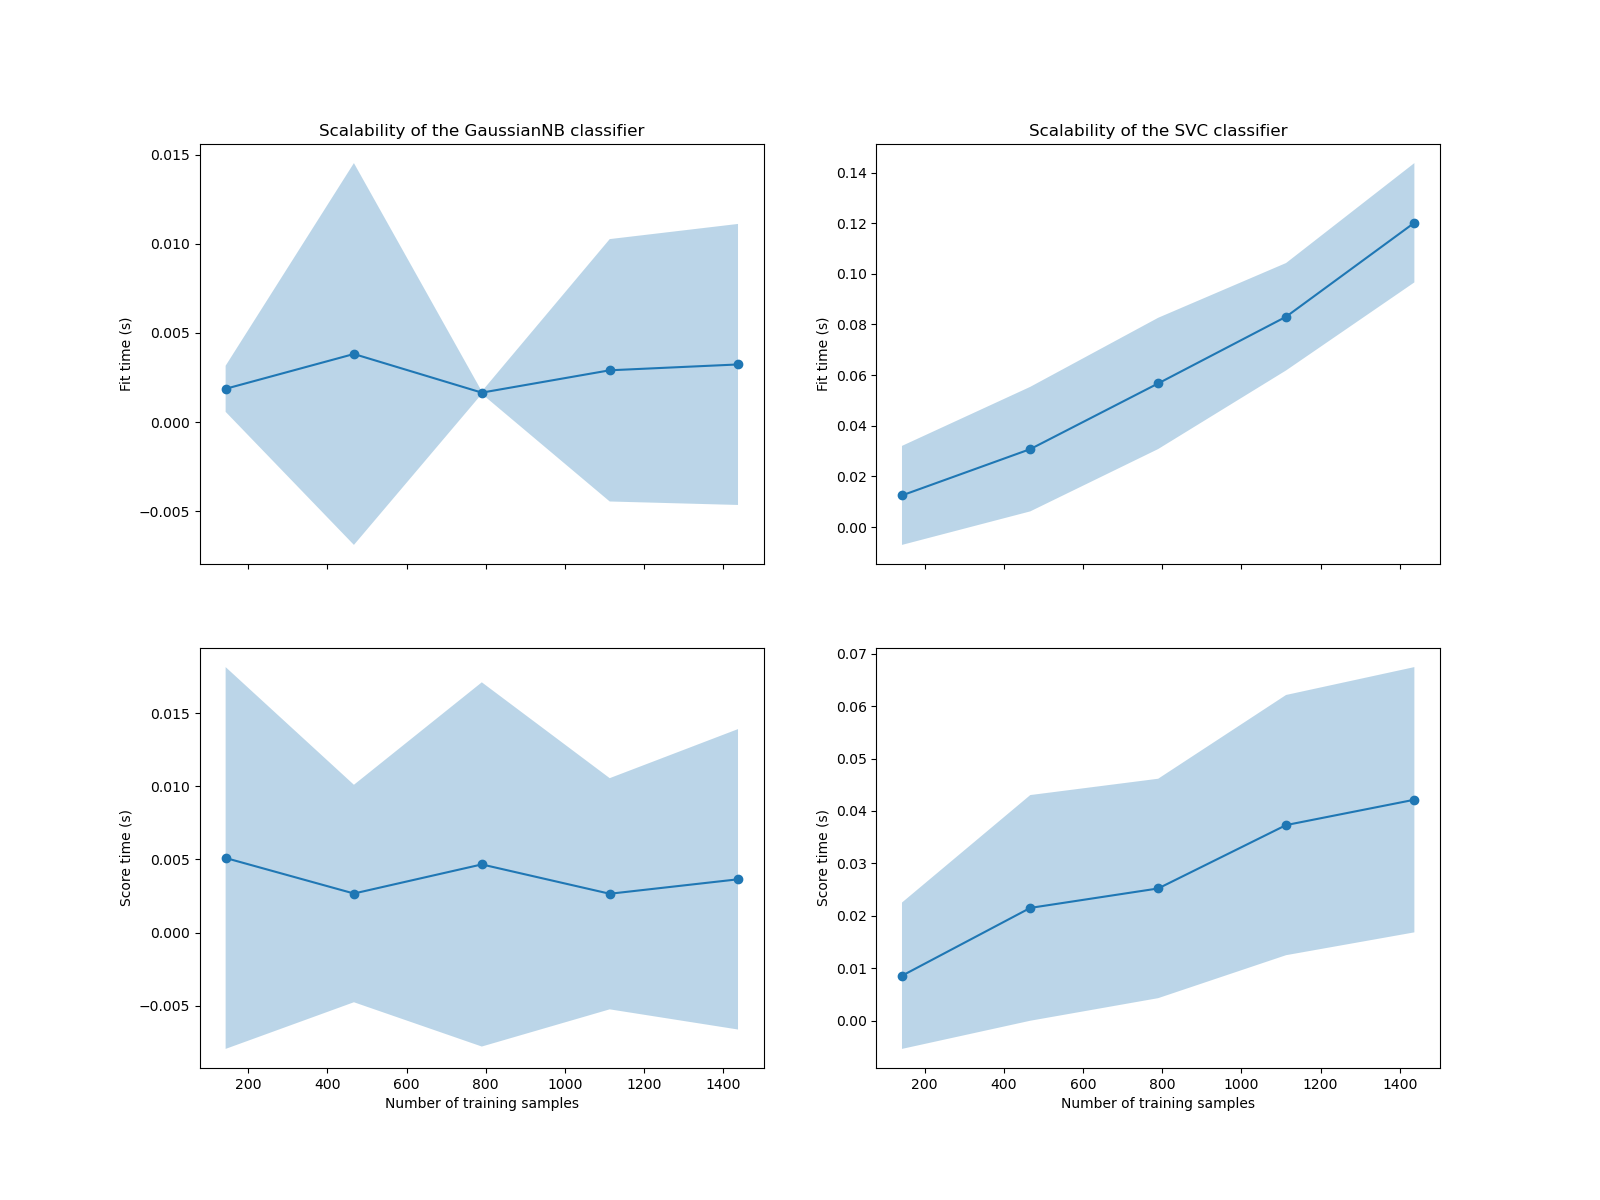 Scalability of the GaussianNB classifier
0.015
0.010
0.005
0.000
−0.005
Fit time (s)
Scalability of the SVC classifier
0.14
0.12
0.10
0.08
0.06
0.04
0.02
0.00
Fit time (s)
0.015
0.010
0.005
0.000
−0.005
Score time (s)
200 400 600 800 1000 1200 1400
Number of training samples
0.07
0.06
0.05
0.04
0.03
0.02
0.01
0.00
Score time (s)
200 400 600 800 1000 1200 1400
Number of training samples